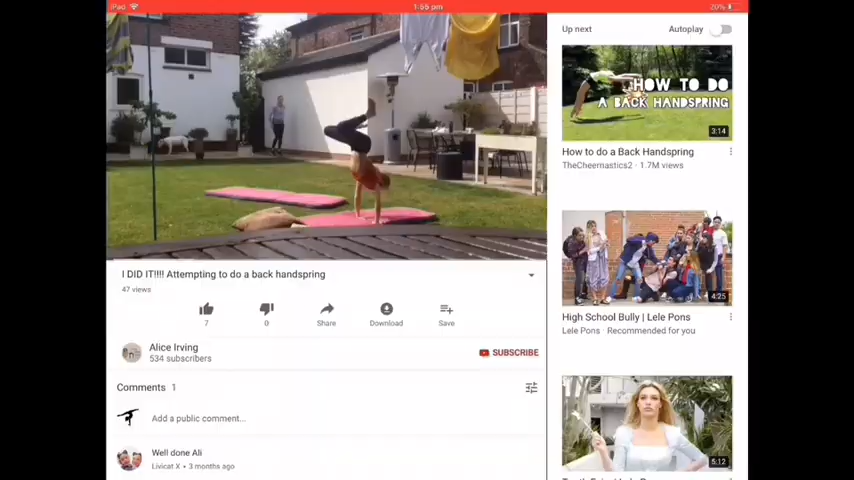 iPad
1:55 pm
20%
Up next
Autoplay
HOW TO DO
A BACK HANDSPRING
3:14
How to do a Back Handspring
TheCheernastics2 · 1.7M views
4:25
High School Bully | Lele Pons
Lele Pons · Recommended for you
5:12
I DID IT!!!! Attempting to do a back handspring
47 views
7
0
Share
Download
Save
Alice Irving
534 subscribers
SUBSCRIBE
Comments 1
Add a public comment...
Well done Ali
Livicat X • 3 months ago